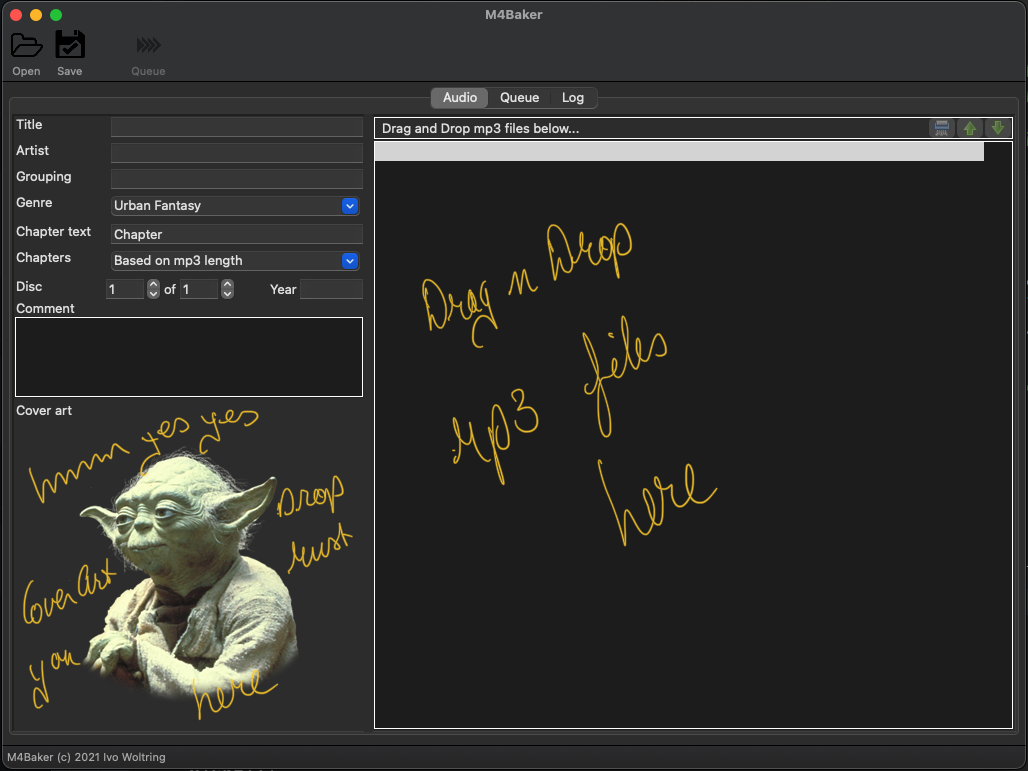 M4Baker
Open Save Queue
Audio Queue Log
Title
Artist
Grouping
Genre Urban Fantasy
Chapter text Chapter
Chapters Based on mp3 length
Disc 1 of 1 Year
Comment
Cover art
hmmm yes yes
Drop
must
Cover Art
you
here
Drag and Drop mp3 files below...
Drag n Drop
Mp3 files
here
M4Baker (c) 2021 Ivo Woltring